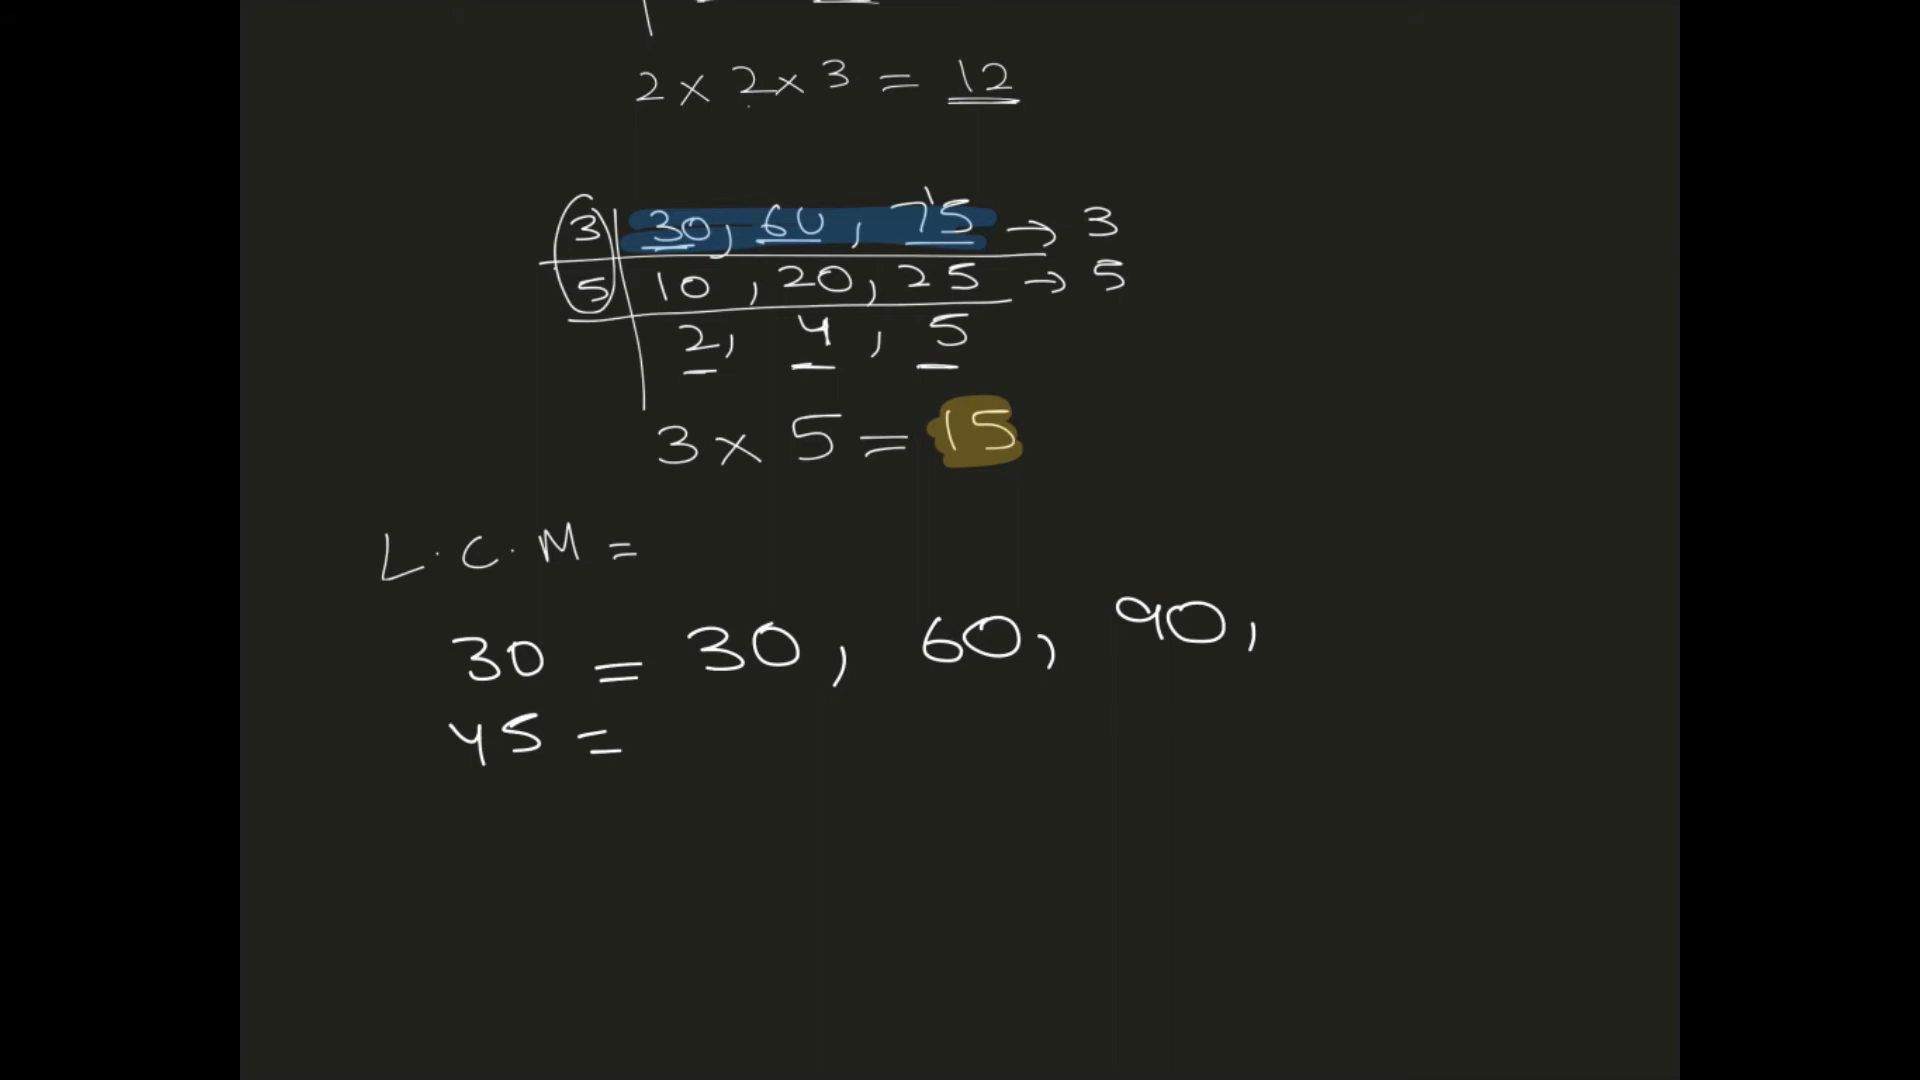 2 x 2 x 3 = 12
3 | 30, 60, 75 → 3
5 | 10, 20, 25 → 5
2, 4, 5
3 x 5 = 15
L.C.M =
30 = 30, 60, 90,
45 =